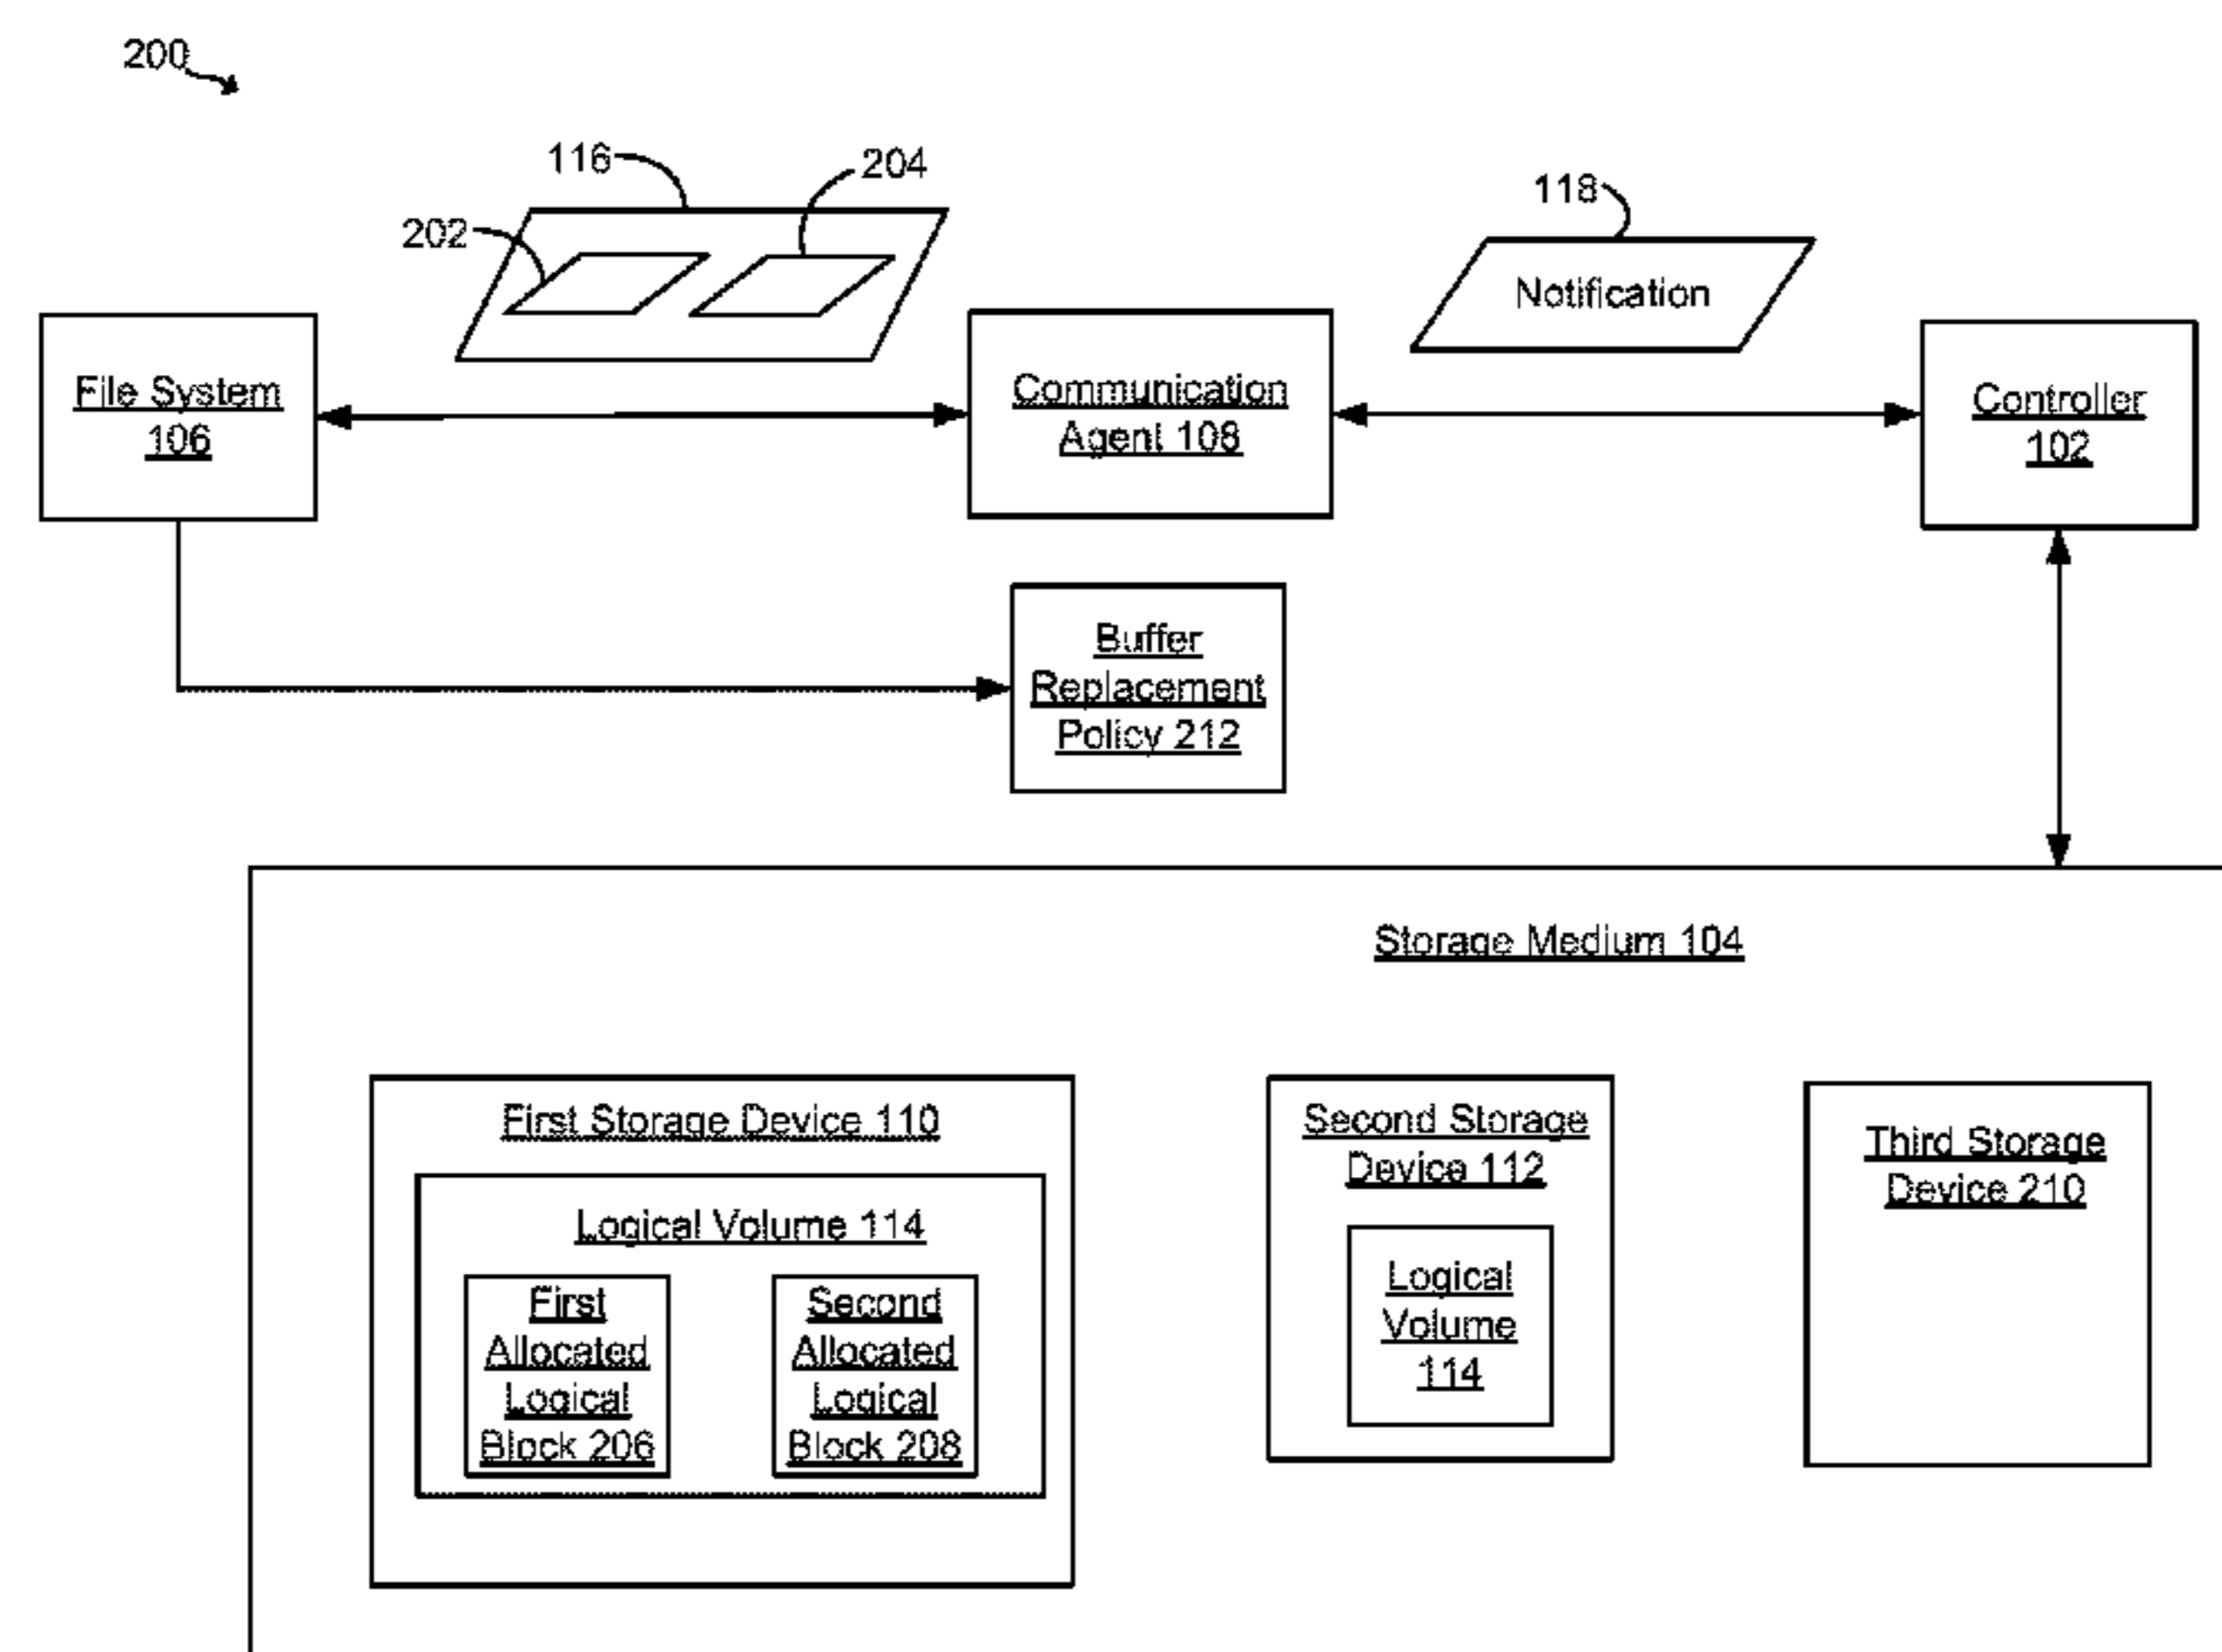 200
116
204
202
118
Notification
File System
106
Communication
Agent 108
Controller
102
Buffer
Replacement
Policy 212
Storage Medium 104
First Storage Device 110
Logical Volume 114
First
Allocated
Logical
Block 206
Second
Allocated
Logical
Block 208
Second Storage
Device 112
Logical
Volume
114
Third Storage
Device 210